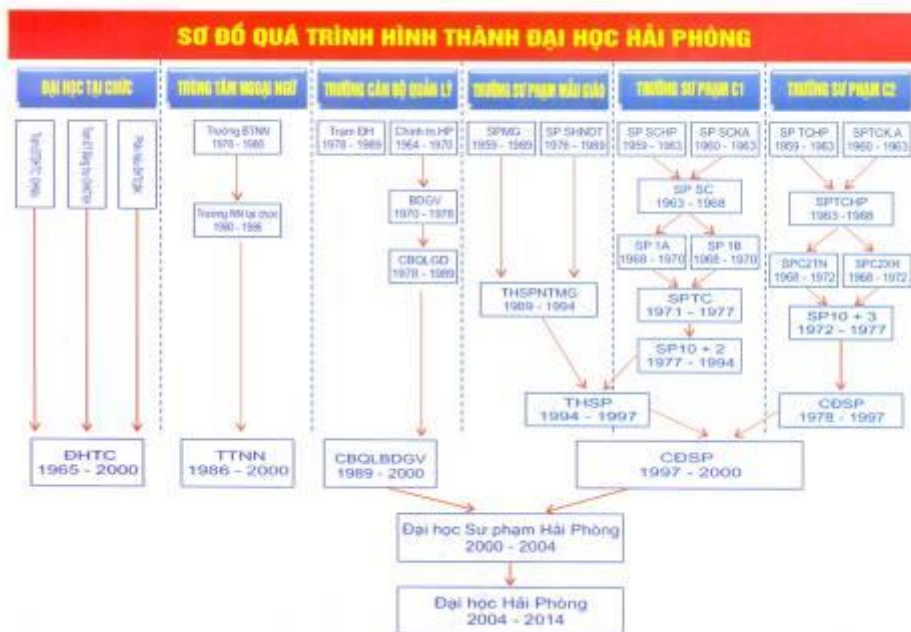 SƠ ĐỒ QUÁ TRÌNH HÌNH THÀNH ĐẠI HỌC HẢI PHÒNG
ĐẠI HỌC TẠI CHỨC
TRUNG TÂM NGOẠI NGỮ
TRƯỜNG CÁN BỘ QUẢN LÝ
TRƯỜNG SƯ PHẠM MẪU GIÁO
TRƯỜNG SƯ PHẠM C1
TRƯỜNG SƯ PHẠM C2
Trường BTNN
1978 - 1980
Trường NN tại chức
1980 - 1986
TTNN
1986 - 2000
ĐHTC
1965 - 2000
Trạm ĐH
1978 - 1989
Chính trị HP
1964 - 1970
BDGV
1970 - 1978
CBQLGD
1978 - 1989
CBQLBDGV
1989 - 2000
SPMG
1959 - 1989
SP SHNDT
1976 - 1989
THSPNTMG
1989 - 1994
SP SCHP
1959 - 1963
SP SCKA
1960 - 1963
SP SC
1963 - 1968
SP 1A
1968 - 1970
SP 1B
1968 - 1970
SPTC
1971 - 1977
SP10 + 2
1977 - 1994
THSP
1994 - 1997
SP TCHP
1959 - 1963
SPTCK.A
1960 - 1963
SPTCHP
1963 - 1968
SPC2TN
1968 - 1972
SPC2XH
1968 - 1972
SP10 + 3
1972 - 1977
CĐSP
1978 - 1997
CĐSP
1997 - 2000
Đại học Sư phạm Hải Phòng
2000 - 2004
Đại học Hải Phòng
2004 - 2014